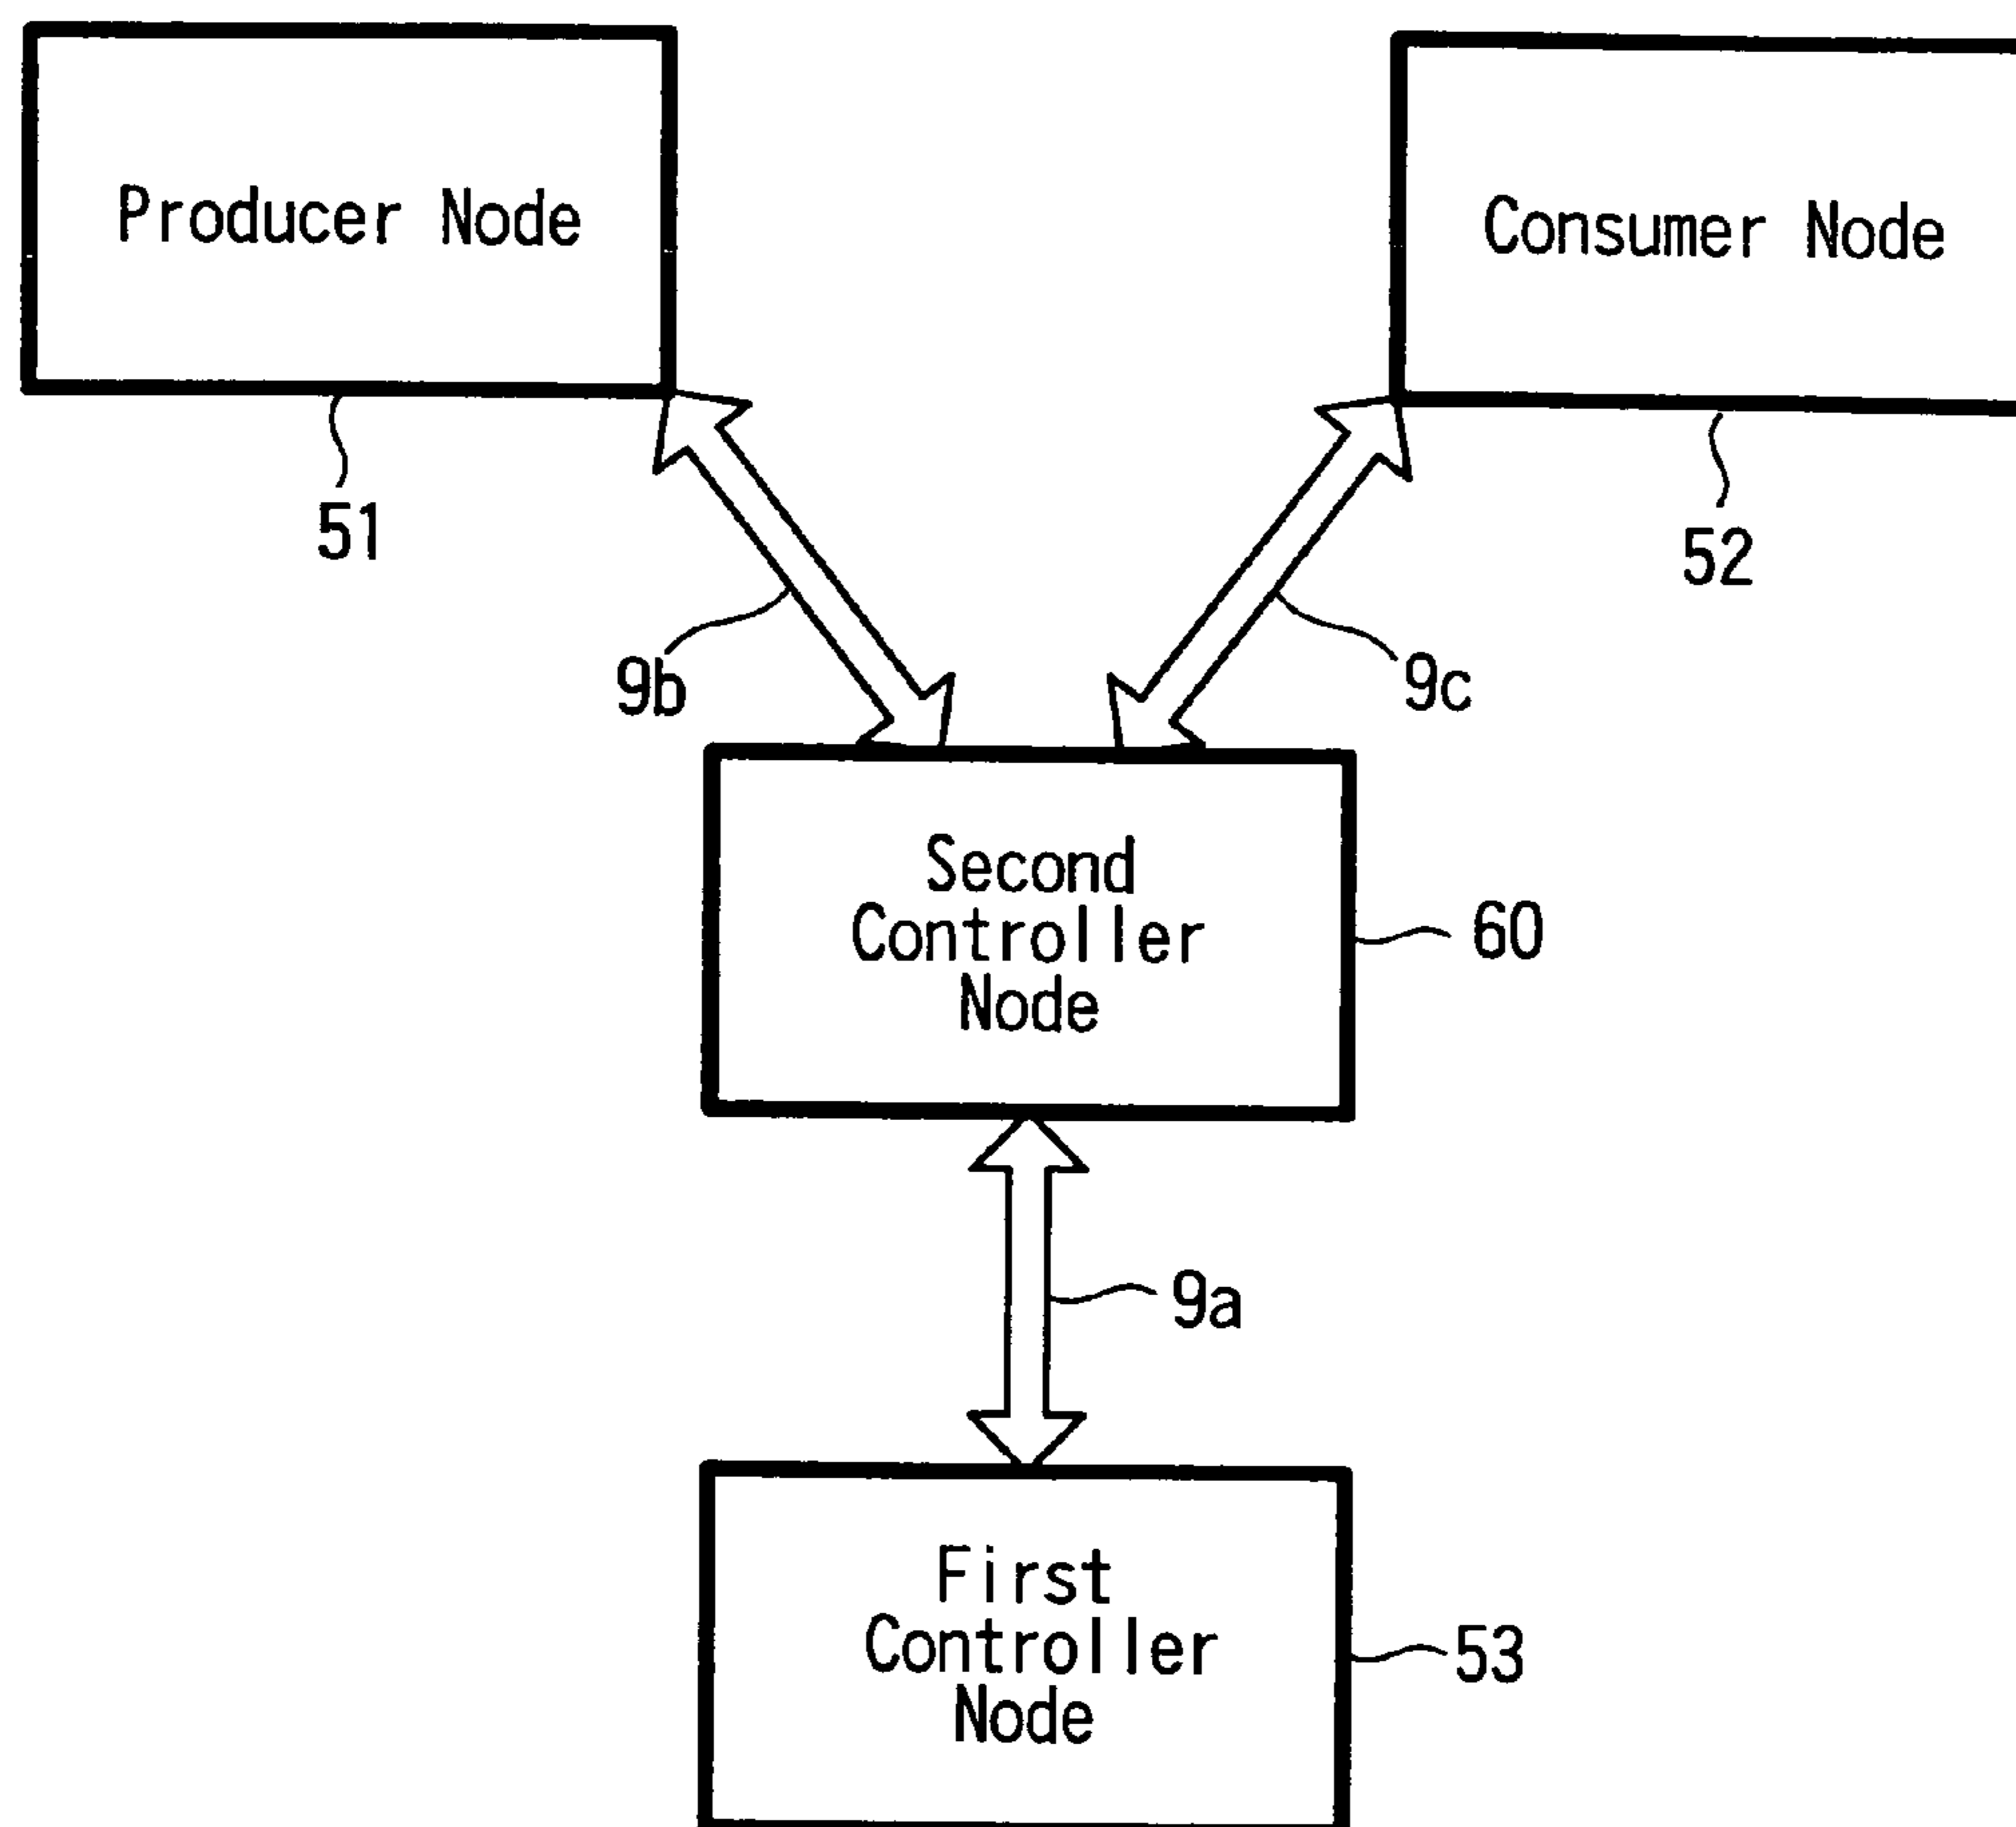 Producer Node
Consumer Node
51
52
9b
9c
Second
Controller
Node
60
9a
First
Controller
Node
53